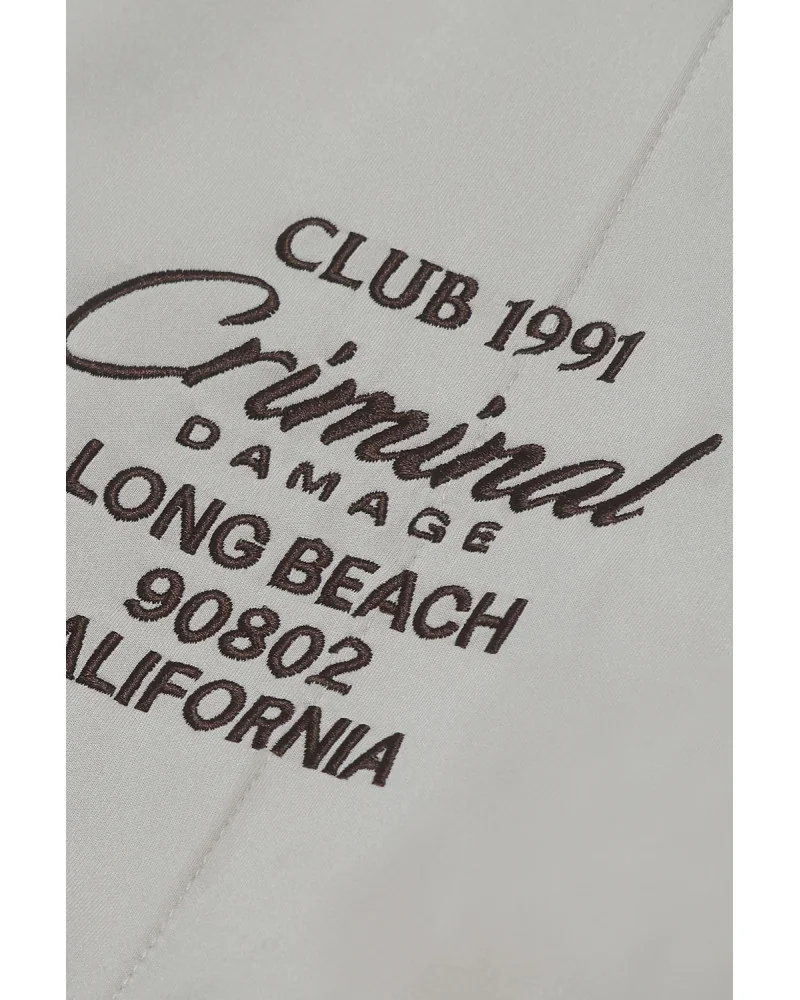 CLUB 1991
Criminal
DAMAGE
LONG BEACH
90802
ALIFORNIA